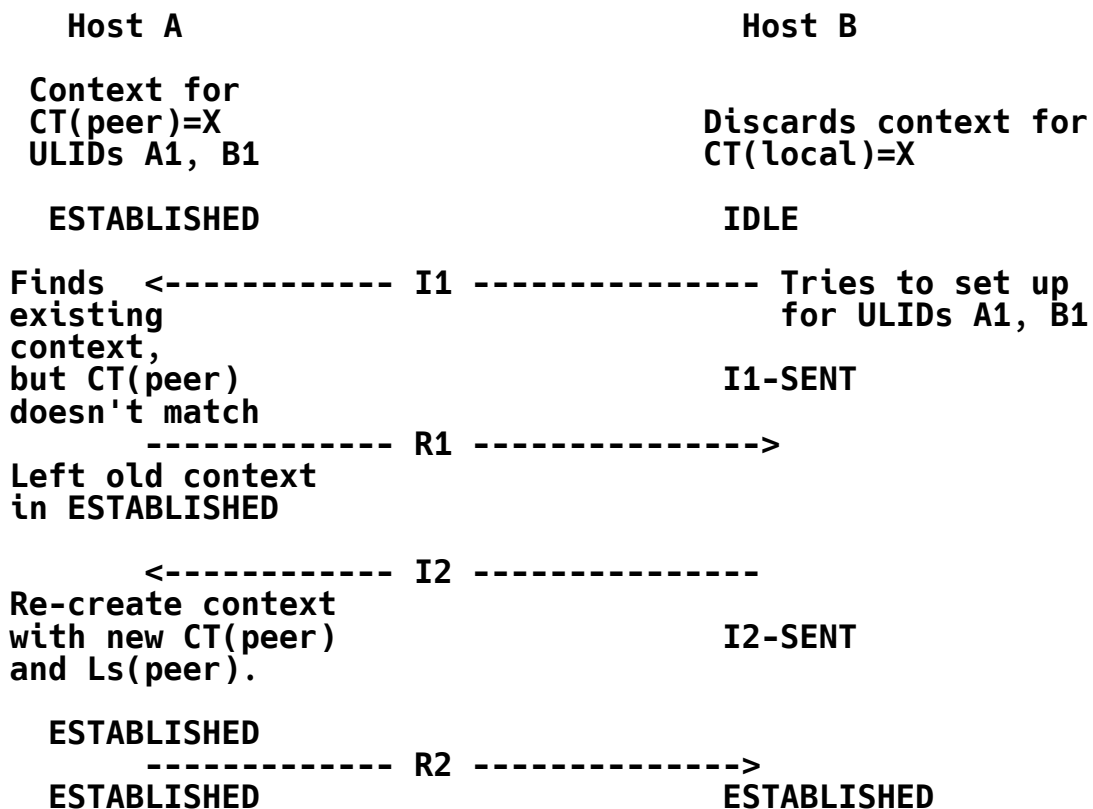 Host A                             Host B
Context for
CT(peer)=X                       Discards context for
ULIDs A1, B1                       CT(local)=X
ESTABLISHED                        IDLE
Finds  <------------ I1 --------------- Tries to set up
existing                                for ULIDs A1, B1
context,
but CT(peer)                         I1-SENT
doesn't match
------------- R1 --------------->
Left old context
in ESTABLISHED
<------------ I2 ---------------
Re-create context
with new CT(peer)                    I2-SENT
and Ls(peer).
ESTABLISHED
------------- R2 -------------->
ESTABLISHED                        ESTABLISHED